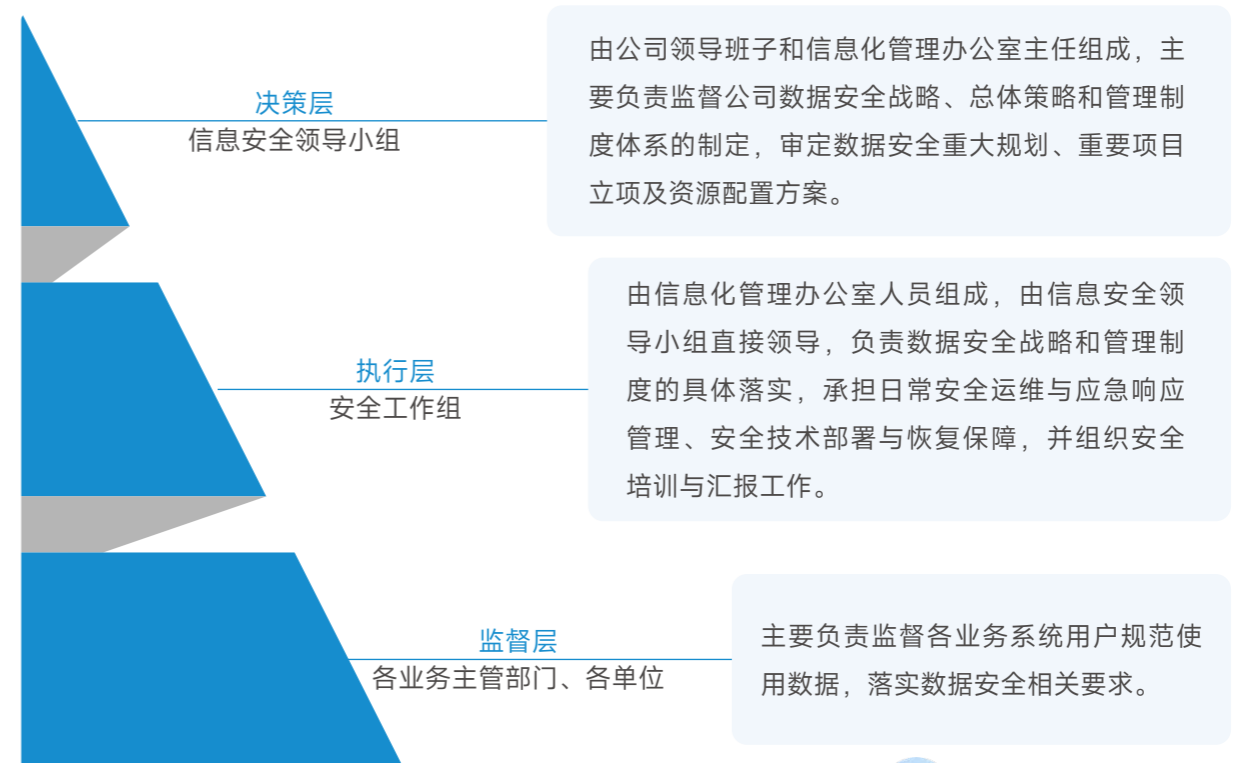 决策层
信息安全领导小组
由公司领导班子和信息化管理办公室主任组成，主
要负责监督公司数据安全战略、总体策略和管理制
度体系的制定，审定数据安全重大规划、重要项目
立项及资源配置方案。
执行层
安全工作组
由信息化管理办公室人员组成，由信息安全领
导小组直接领导，负责数据安全战略和管理制
度的具体落实，承担日常安全运维与应急响应
管理、安全技术部署与恢复保障，并组织安全
培训与汇报工作。
监督层
各业务主管部门、各单位
主要负责监督各业务系统用户规范使
用数据，落实数据安全相关要求。